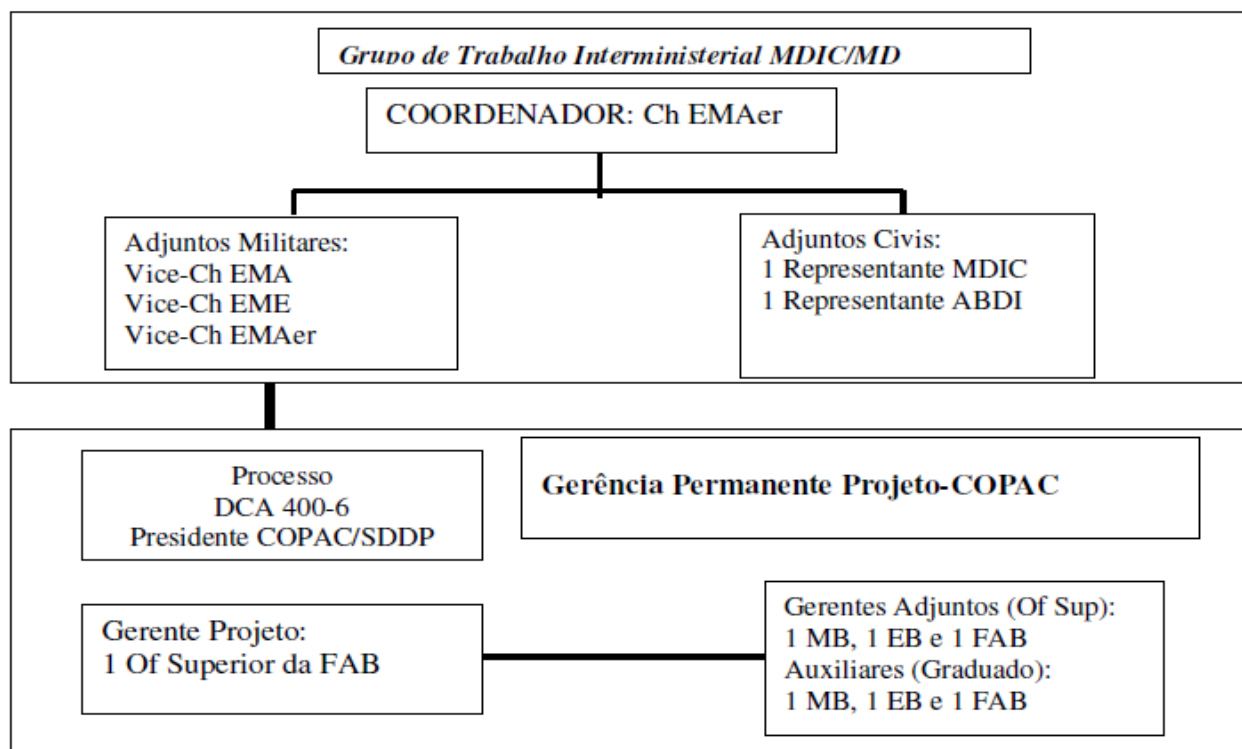 Grupo de Trabalho Interministerial MDIC/MD
COORDENADOR: Ch EMAer
Adjuntos Militares:
Vice-Ch EMA
Vice-Ch EME
Vice-Ch EMAer
Adjuntos Civis:
1 Representante MDIC
1 Representante ABDI
Processo
DCA 400-6
Presidente COPAC/SDDP
Gerência Permanente Projeto-COPAC
Gerente Projeto:
1 Of Superior da FAB
Gerentes Adjuntos (Of Sup):
1 MB, 1 EB e 1 FAB
Auxiliares (Graduado):
1 MB, 1 EB e 1 FAB